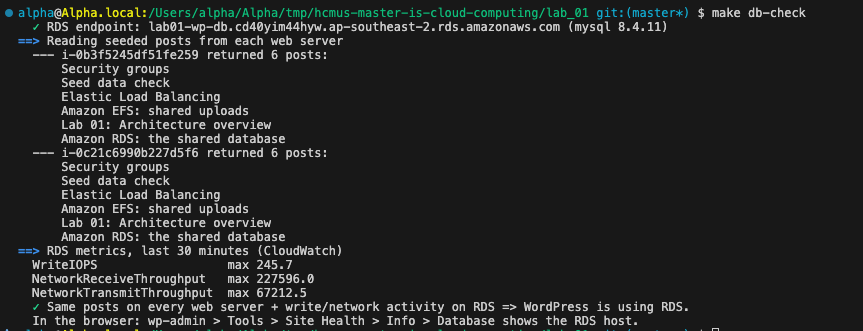 alpha@Alpha.local:/Users/alpha/Alpha/tmp/hcmus-master-is-cloud-computing/lab_01 git:(master*) $ make db-check
✓ RDS endpoint: lab01-wp-db.cd40yim44hyw.ap-southeast-2.rds.amazonaws.com (mysql 8.4.11)
==> Reading seeded posts from each web server
--- i-0b3f5245df51fe259 returned 6 posts:
Security groups
Seed data check
Elastic Load Balancing
Amazon EFS: shared uploads
Lab 01: Architecture overview
Amazon RDS: the shared database
--- i-0c21c6990b227d5f6 returned 6 posts:
Security groups
Seed data check
Elastic Load Balancing
Amazon EFS: shared uploads
Lab 01: Architecture overview
Amazon RDS: the shared database
==> RDS metrics, last 30 minutes (CloudWatch)
WriteIOPS max 245.7
NetworkReceiveThroughput max 227596.0
NetworkTransmitThroughput max 67212.5
✓ Same posts on every web server + write/network activity on RDS => WordPress is using RDS.
In the browser: wp-admin > Tools > Site Health > Info > Database shows the RDS host.